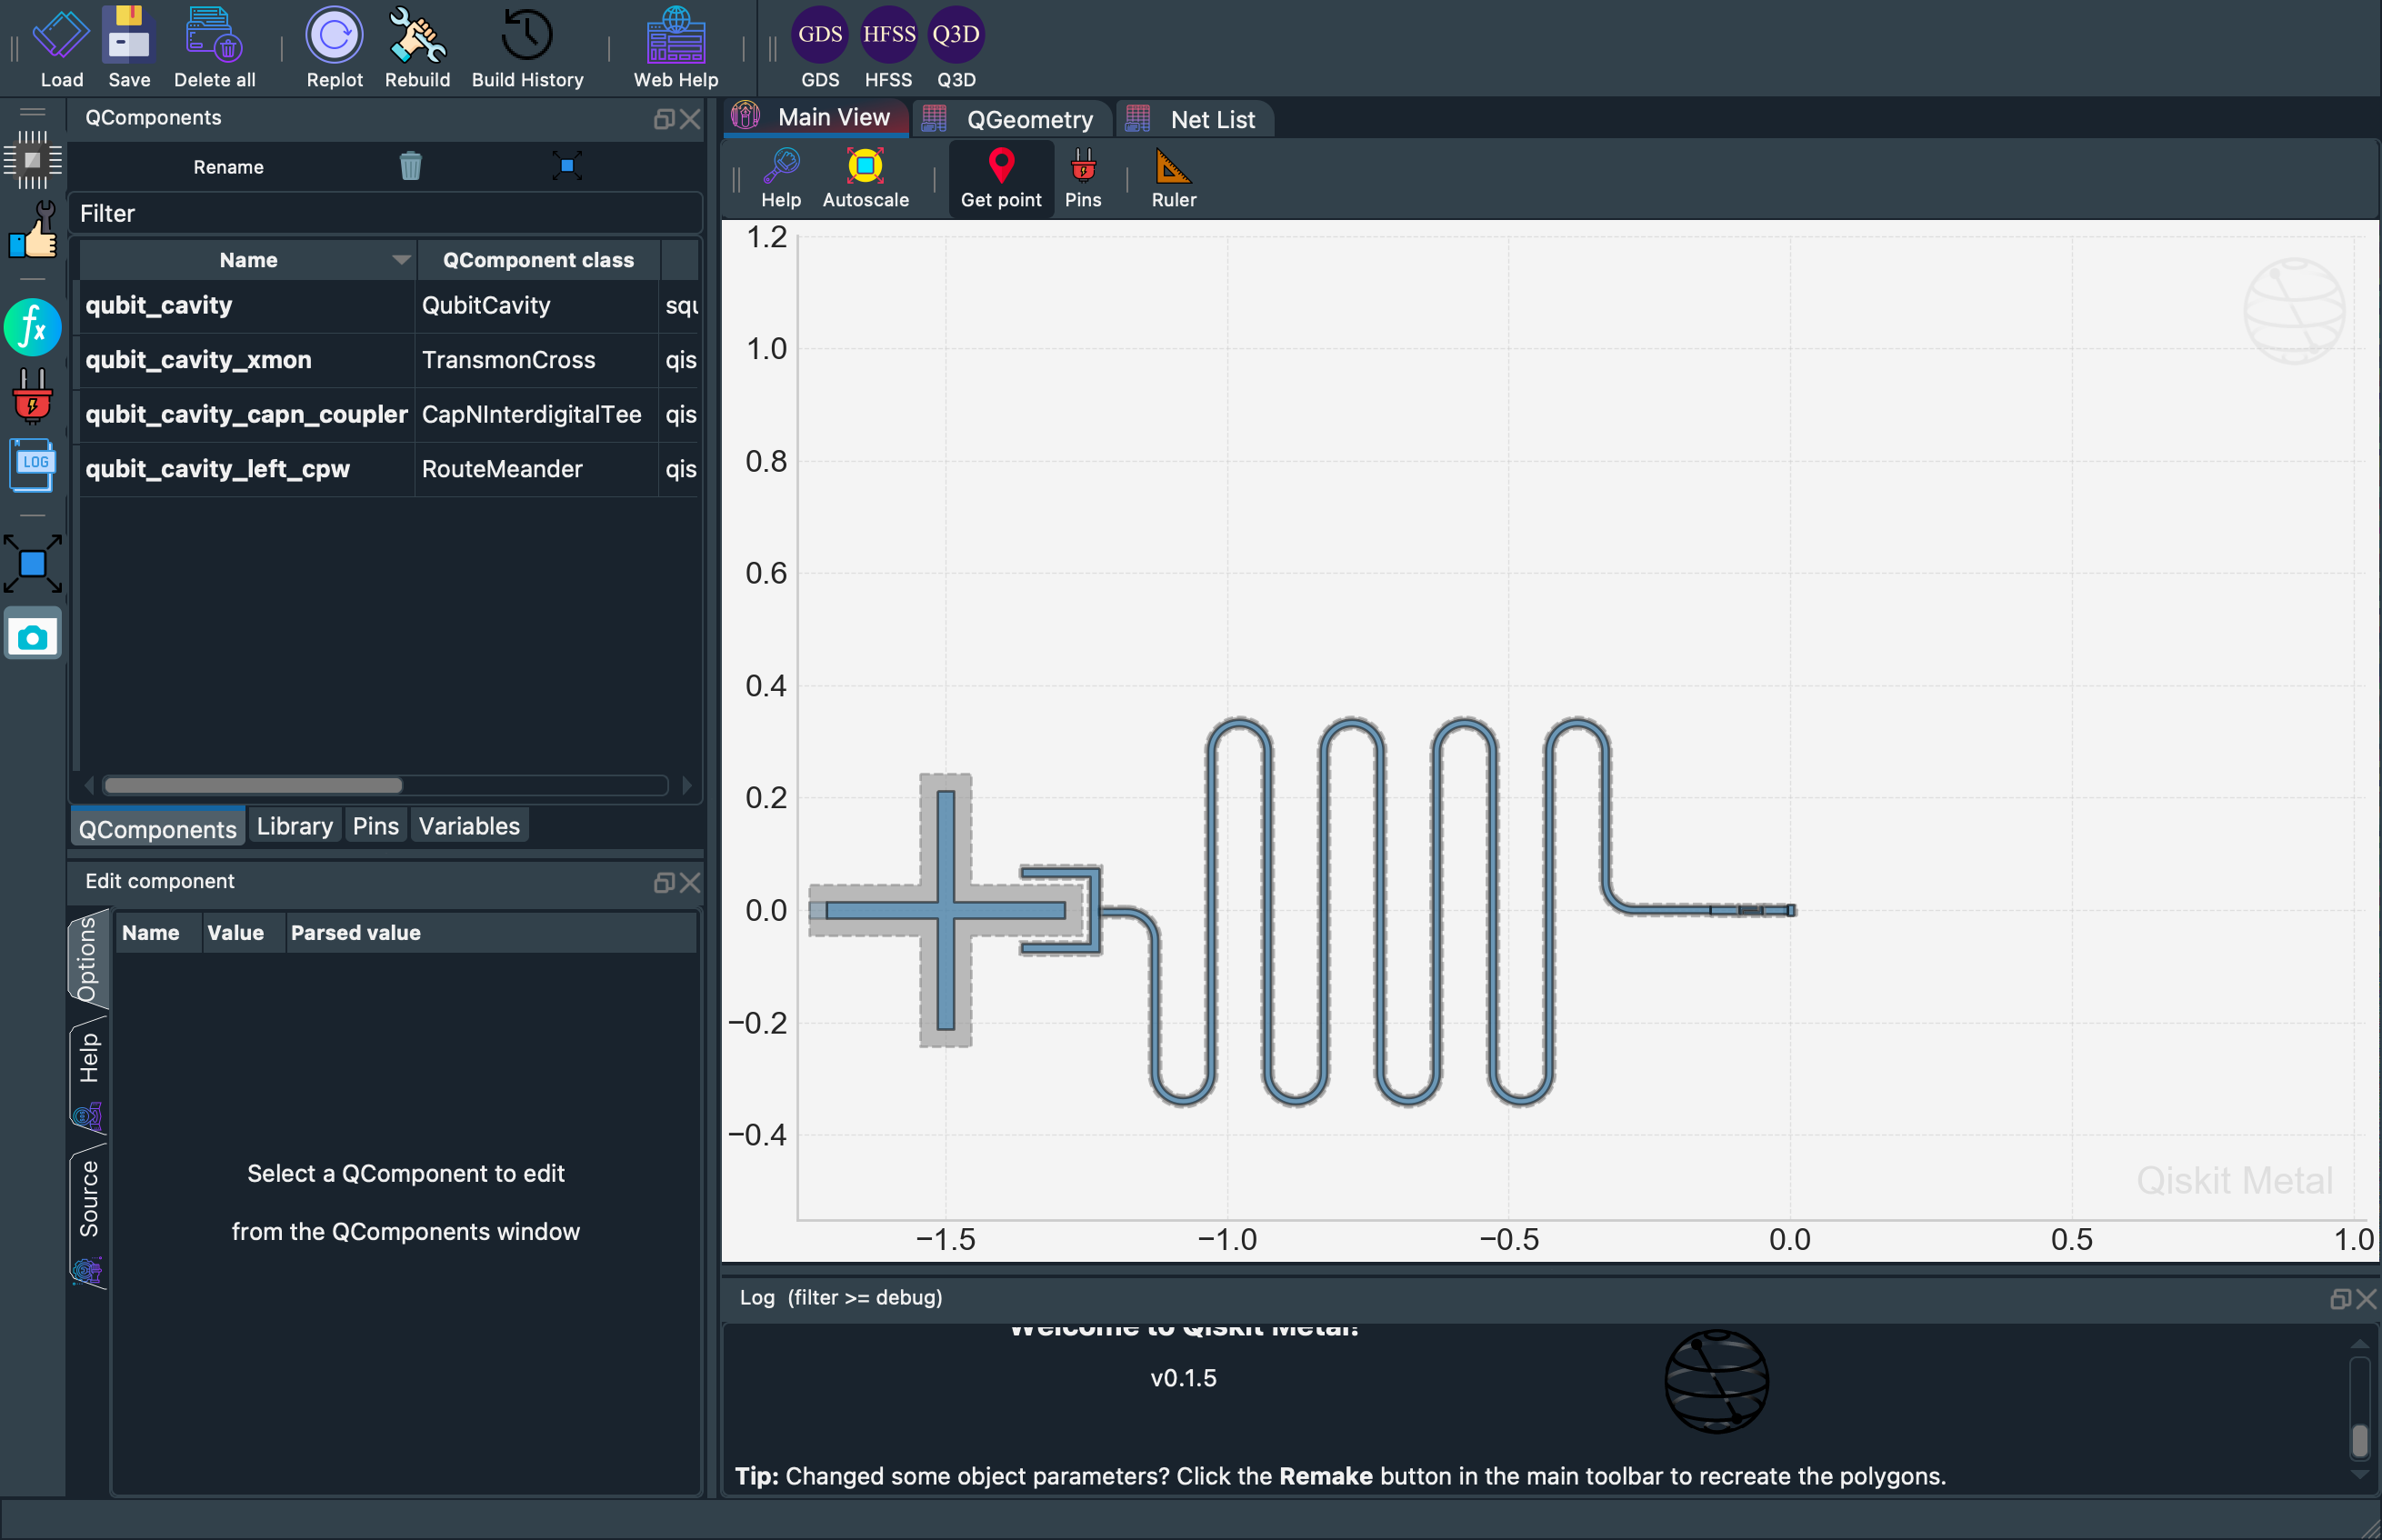 Load Save Delete all Replot Rebuild Build History Web Help GDS HFSS Q3D
GDS HFSS Q3D
QComponents
Rename
Filter
Name QComponent class
qubit_cavity QubitCavity squ
qubit_cavity_xmon TransmonCross qis
qubit_cavity_capn_coupler CapNInterdigitalTee qis
qubit_cavity_left_cpw RouteMeander qis
QComponents Library Pins Variables
Edit component
Options
Help
Source
Name Value Parsed value
Select a QComponent to edit
from the QComponents window
fx
LOG
Main View QGeometry Net List
Help Autoscale Get point Pins Ruler
1.2
1.0
0.8
0.6
0.4
0.2
0.0
−0.2
−0.4
−1.5 −1.0 −0.5 0.0 0.5 1.0
Qiskit Metal
Log (filter >= debug)
Welcome to Qiskit Metal!
v0.1.5
Tip: Changed some object parameters? Click the Remake button in the main toolbar to recreate the polygons.